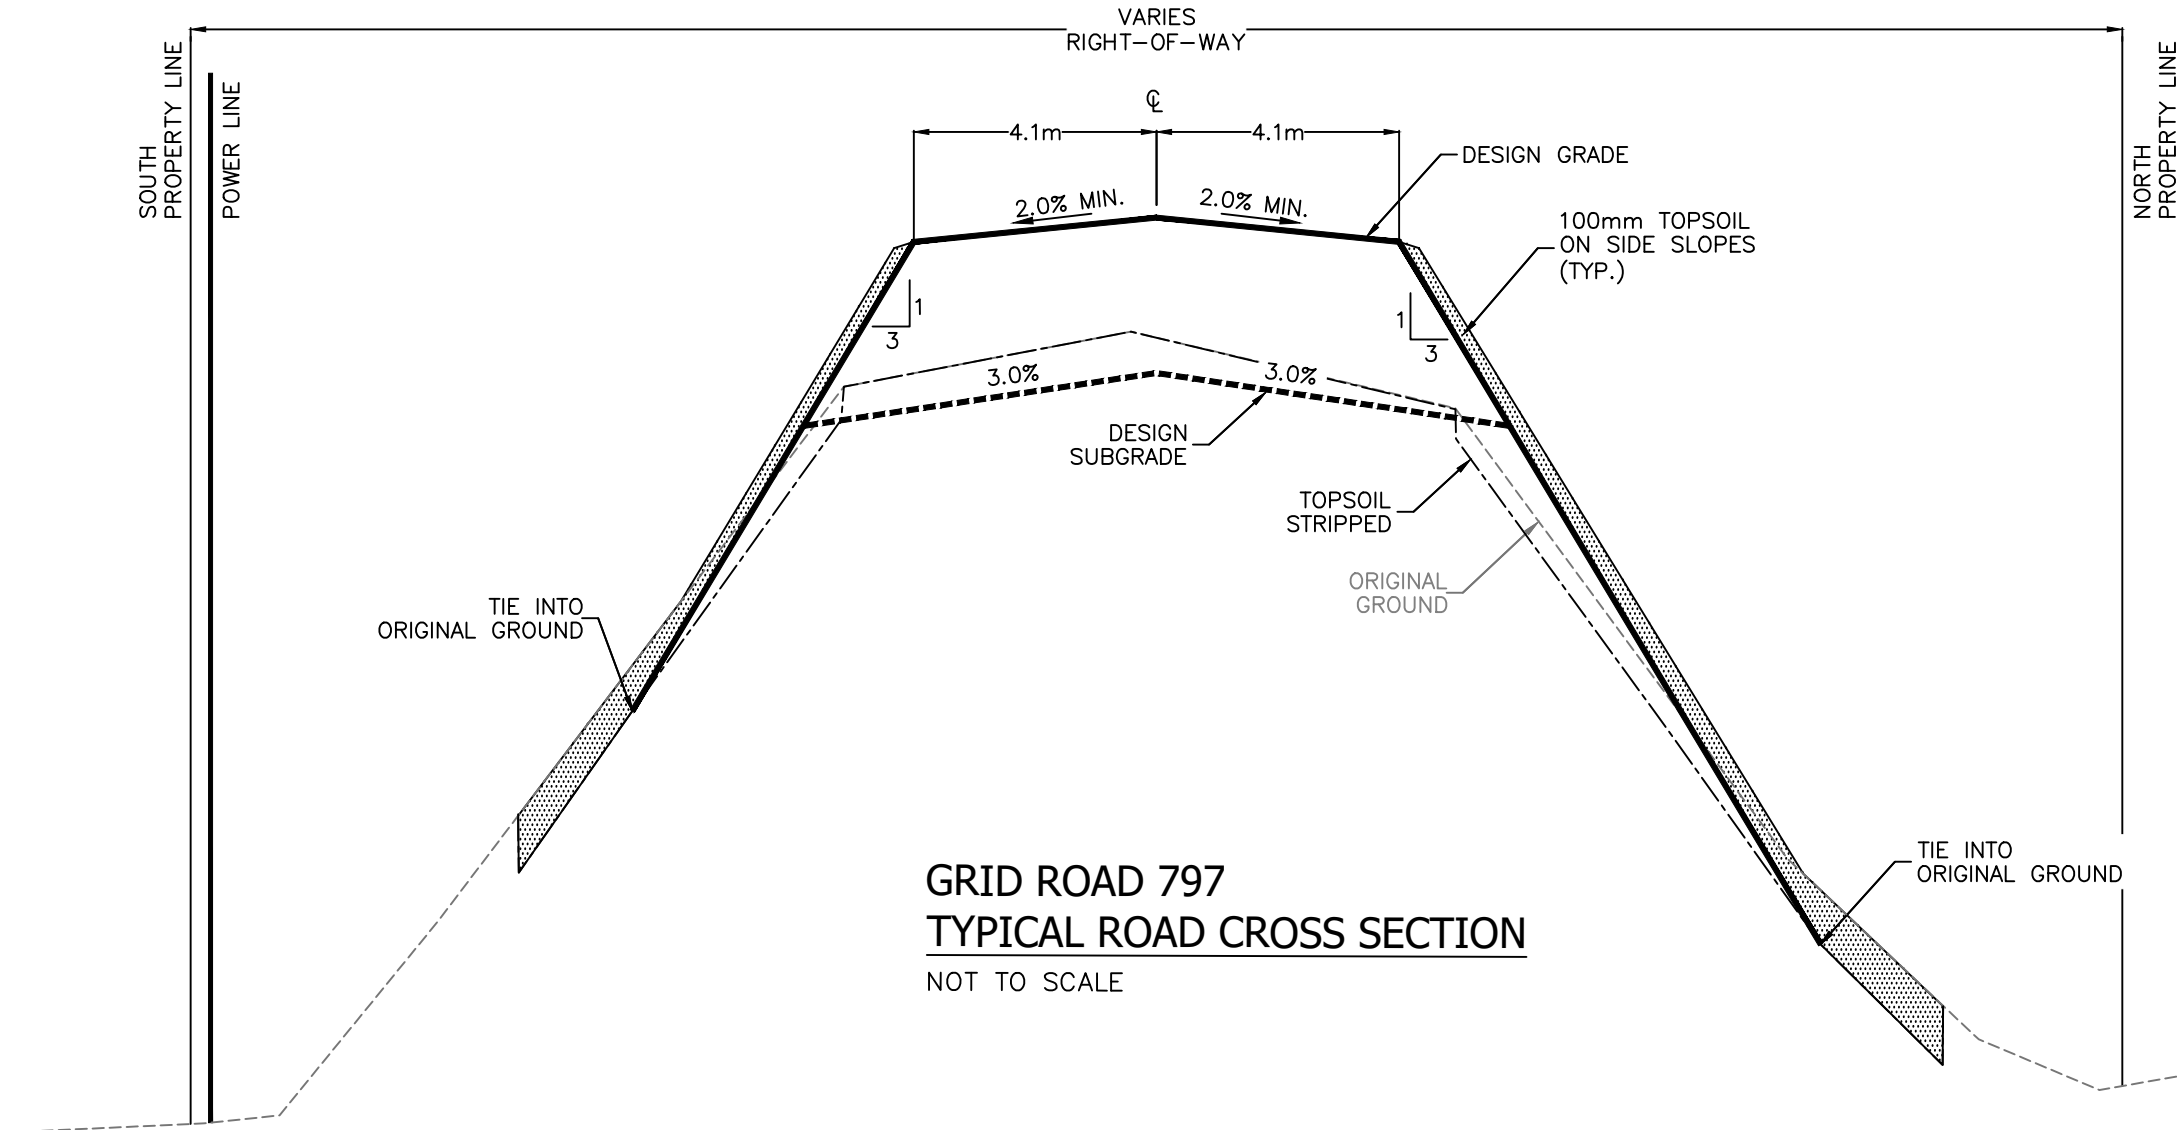 VARIES
RIGHT-OF-WAY
SOUTH
PROPERTY LINE
POWER LINE
NORTH
PROPERTY LINE
℄
4.1m
4.1m
DESIGN GRADE
2.0% MIN.
2.0% MIN.
100mm TOPSOIL
ON SIDE SLOPES
(TYP.)
1
3
1
3
3.0%
3.0%
DESIGN
SUBGRADE
TOPSOIL
STRIPPED
ORIGINAL
GROUND
TIE INTO
ORIGINAL GROUND
TIE INTO
ORIGINAL GROUND
GRID ROAD 797
TYPICAL ROAD CROSS SECTION
NOT TO SCALE